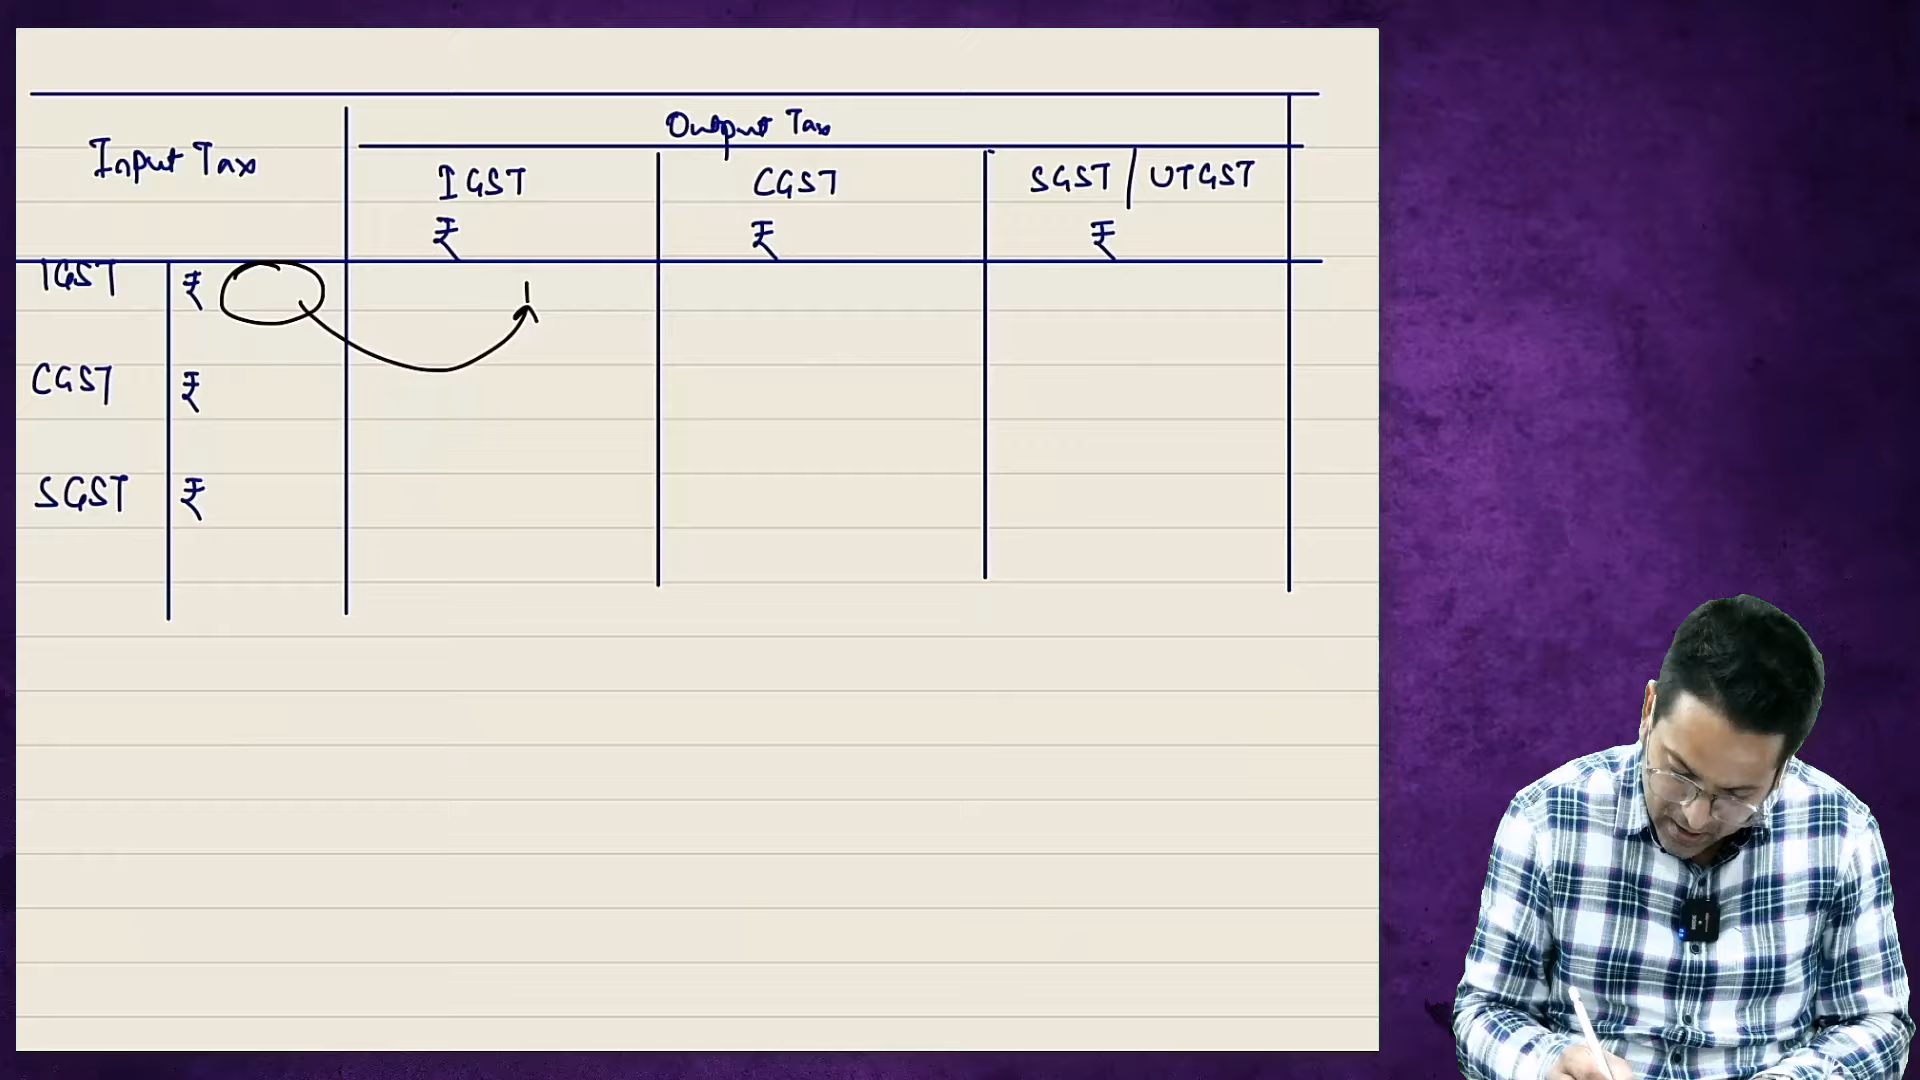 Output Tax
Input Tax
IGST CGST SGST / UTGST
₹ ₹ ₹
IGST ₹
CGST ₹
SGST ₹